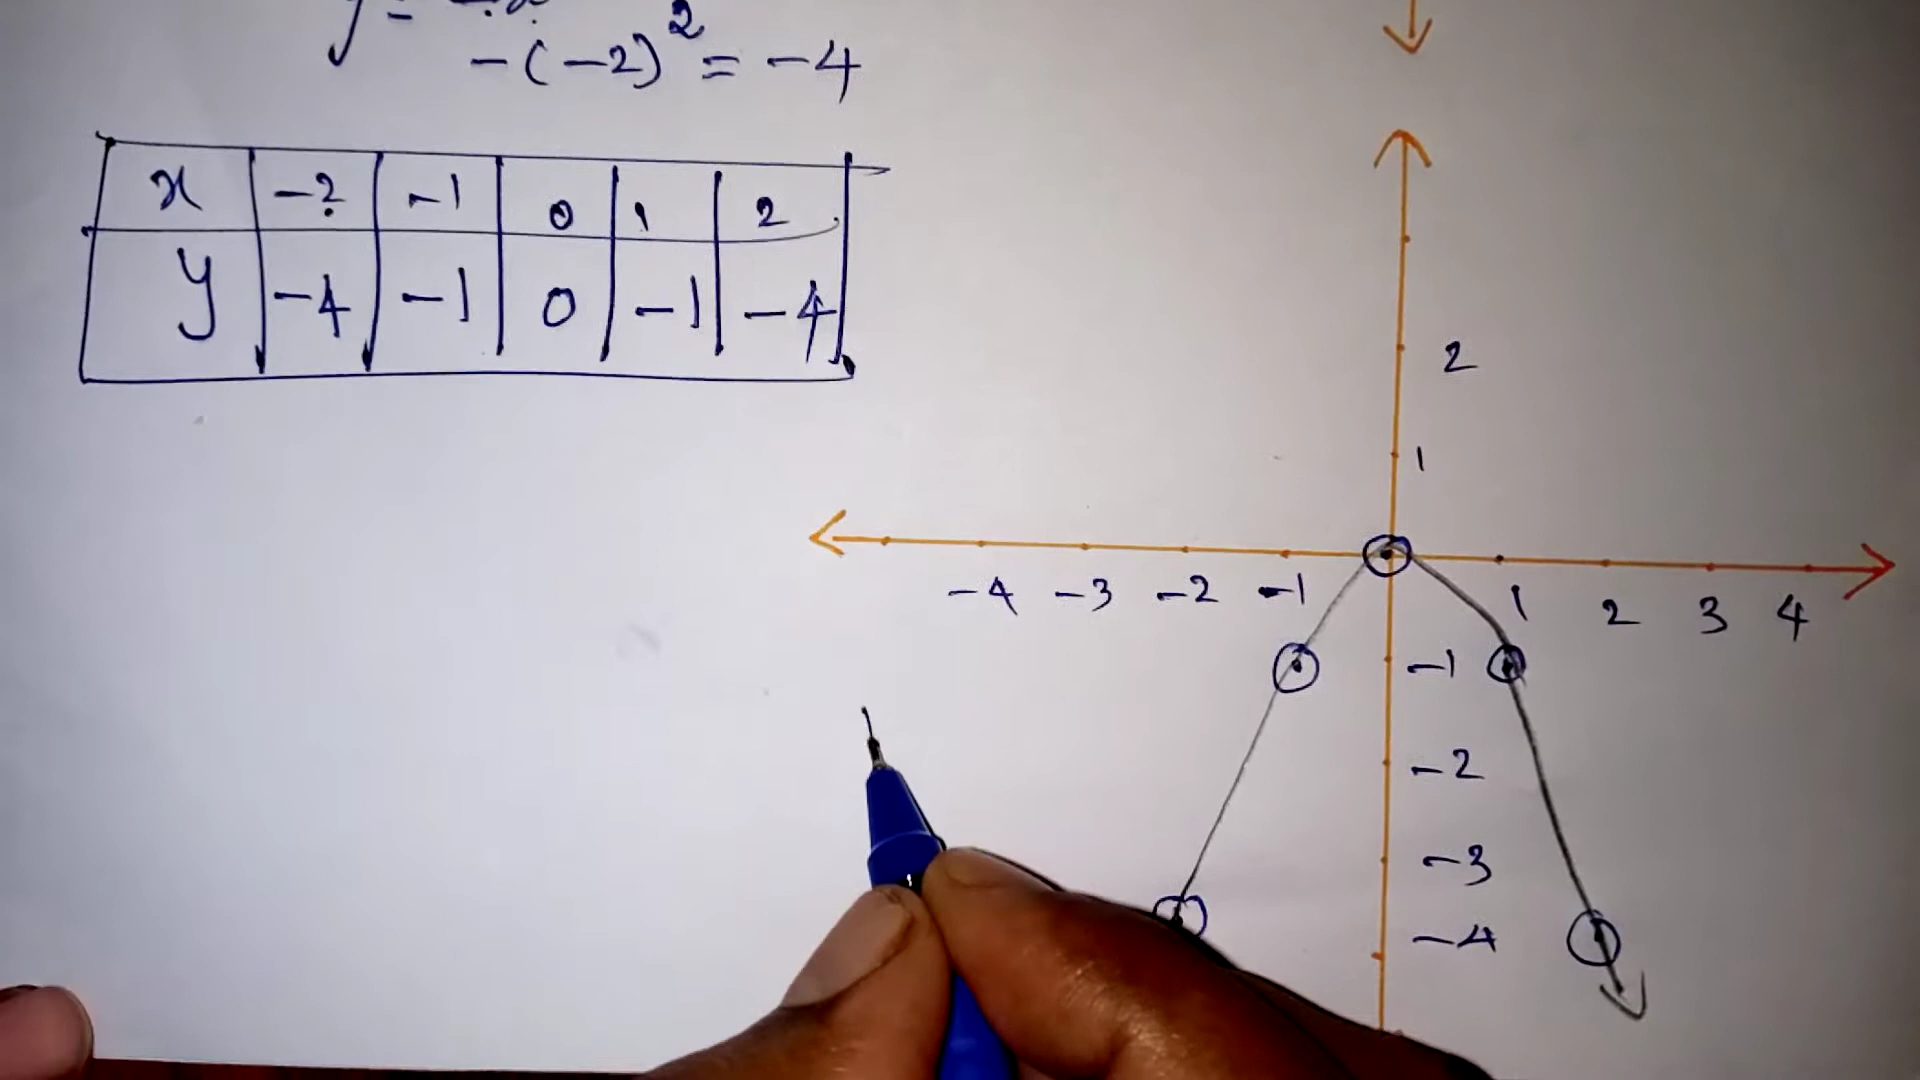 y =
-(-2)² = -4
x -2 -1 0 1 2
y -4 -1 0 -1 -4
2
1
-4 -3 -2 -1 1 2 3 4
-1
-2
-3
-4